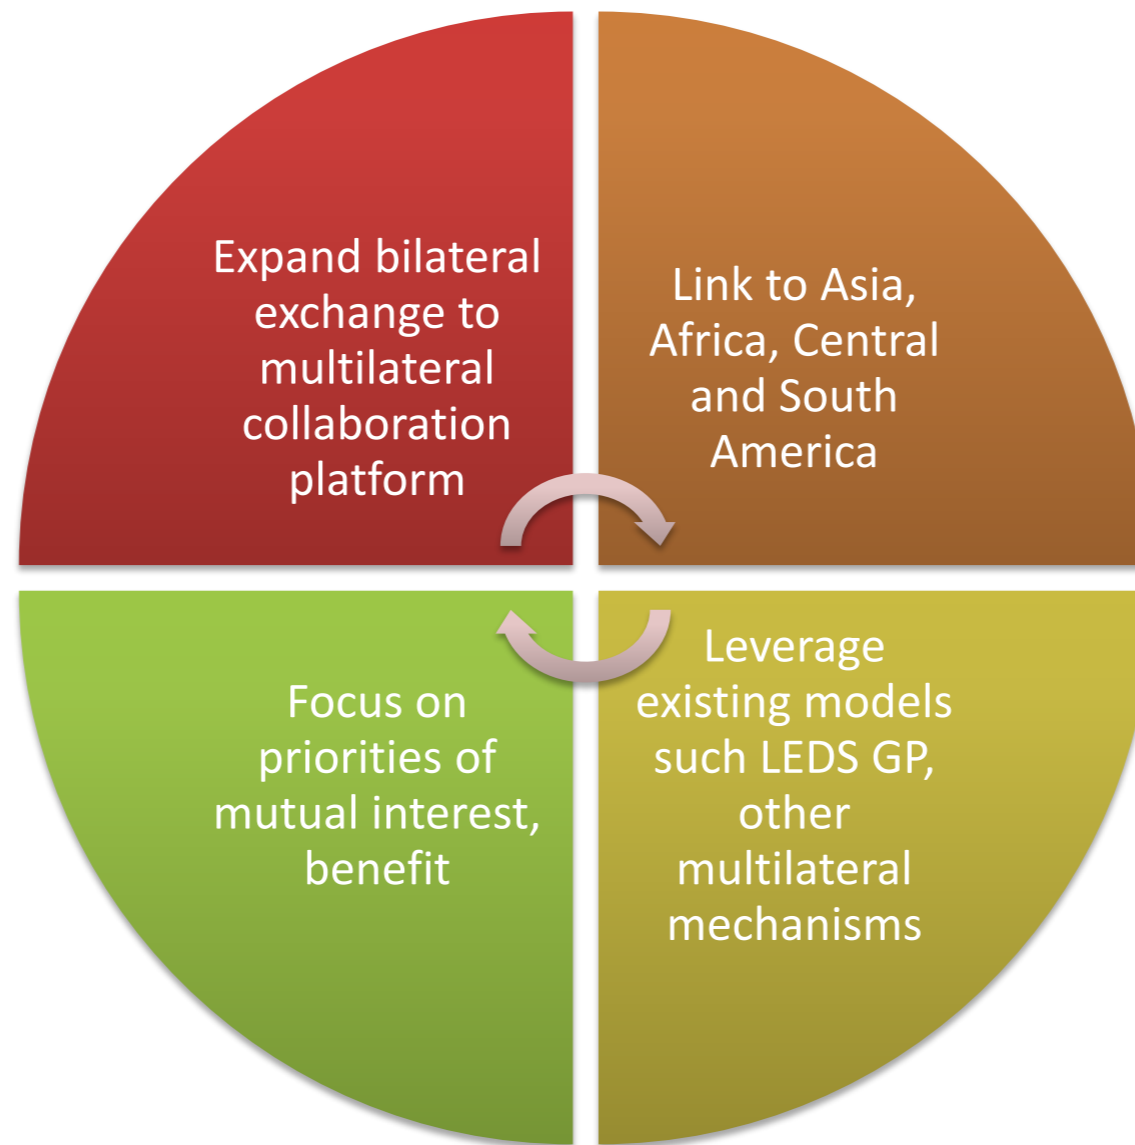 Expand bilateral
exchange to
multilateral
collaboration
platform
Link to Asia,
Africa, Central
and South
America
Focus on
priorities of
mutual interest,
benefit
Leverage
existing models
such LEDS GP,
other
multilateral
mechanisms